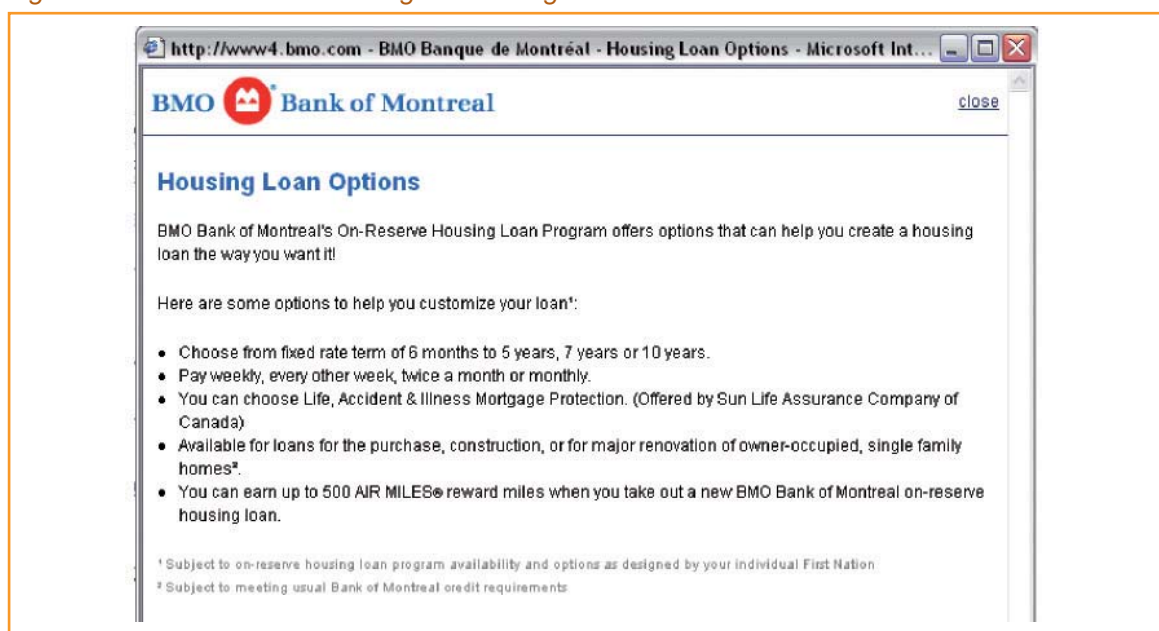 http://www4.bmo.com - BMO Banque de Montréal - Housing Loan Options - Microsoft Int...
BMO Bank of Montreal
close
Housing Loan Options
BMO Bank of Montreal's On-Reserve Housing Loan Program offers options that can help you create a housing
loan the way you want it!
Here are some options to help you customize your loan¹:
• Choose from fixed rate term of 6 months to 5 years, 7 years or 10 years.
• Pay weekly, every other week, twice a month or monthly.
• You can choose Life, Accident & Illness Mortgage Protection. (Offered by Sun Life Assurance Company of
Canada)
• Available for loans for the purchase, construction, or for major renovation of owner-occupied, single family
homes².
• You can earn up to 500 AIR MILES® reward miles when you take out a new BMO Bank of Montreal on-reserve
housing loan.
¹ Subject to on-reserve housing loan program availability and options as designed by your individual First Nation
² Subject to meeting usual Bank of Montreal credit requirements